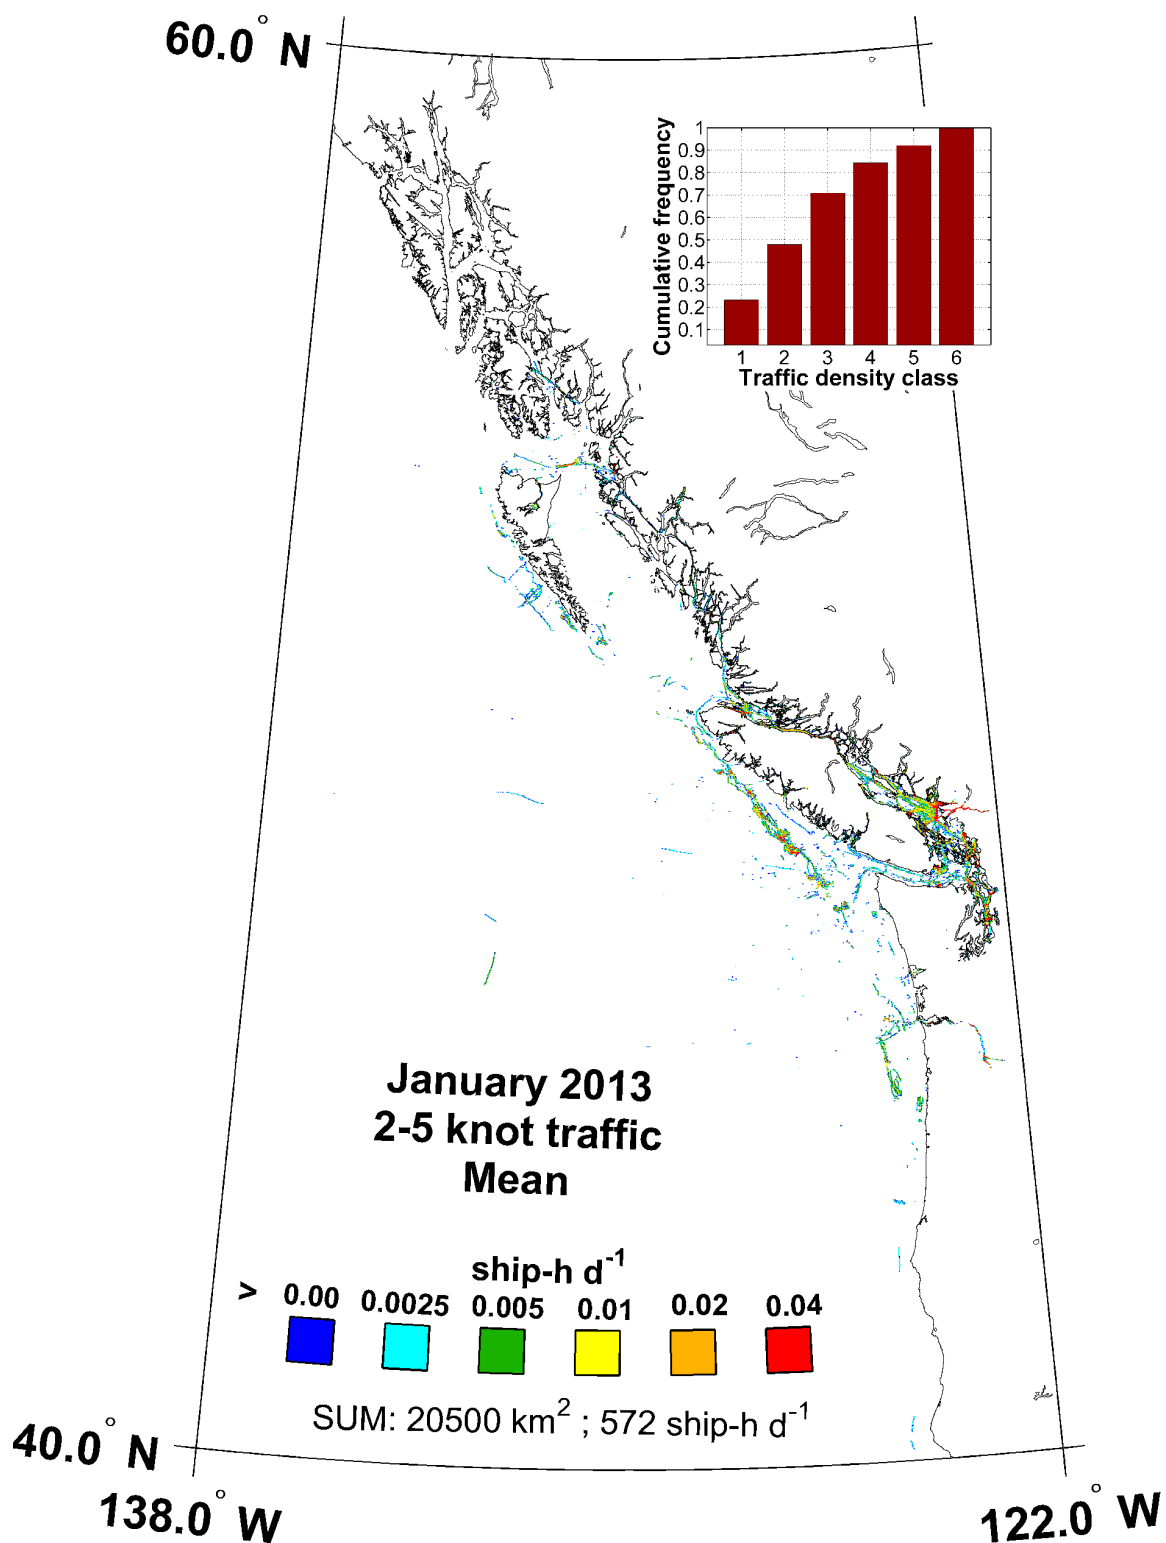 60.0° N
Cumulative frequency
1
0.9
0.8
0.7
0.6
0.5
0.4
0.3
0.2
0.1
1 2 3 4 5 6
Traffic density class
January 2013
2-5 knot traffic
Mean
ship-h d⁻¹
> 0.00 0.0025 0.005 0.01 0.02 0.04
SUM: 20500 km² ; 572 ship-h d⁻¹
40.0° N
138.0° W
122.0° W